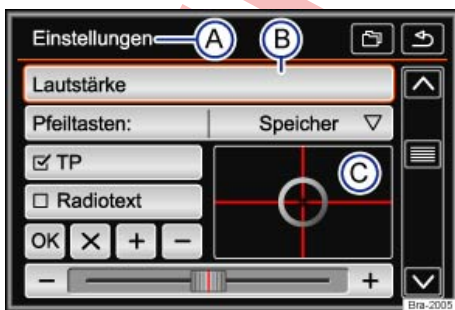 Einstellungen A B
Lautstärke
Pfeiltasten: Speicher
TP C
Radiotext
OK × + −
− +
Bra-2005